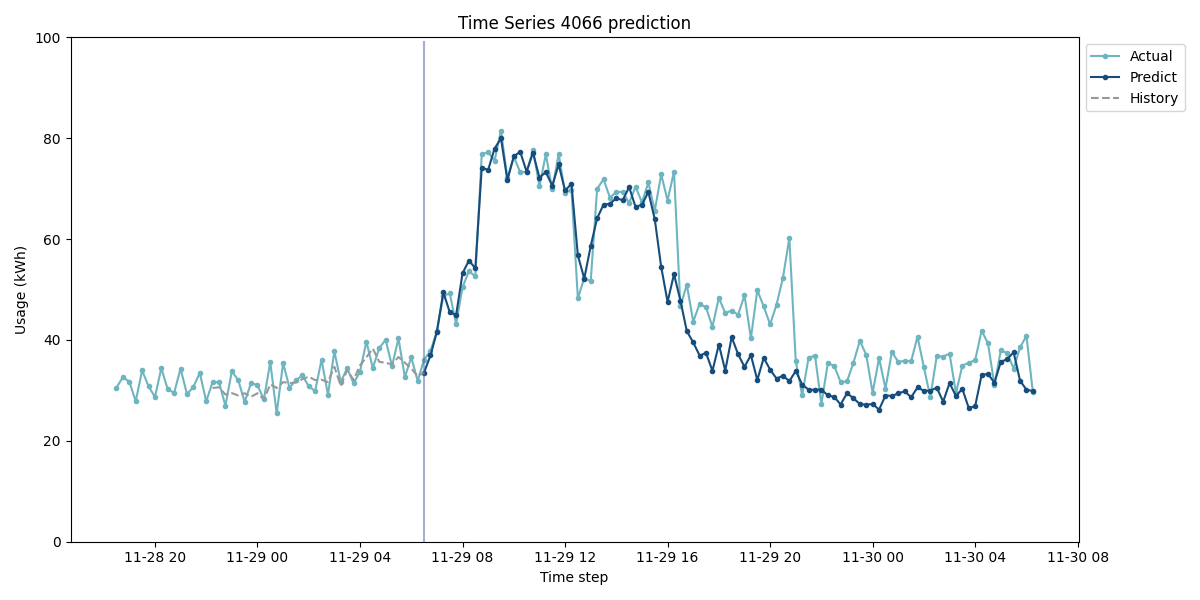 Time Series 4066 prediction
100
80
60
40
20
0
Usage (kWh)
11-28 20
11-29 00
11-29 04
11-29 08
11-29 12
11-29 16
11-29 20
11-30 00
11-30 04
11-30 08
Time step
Actual
Predict
History